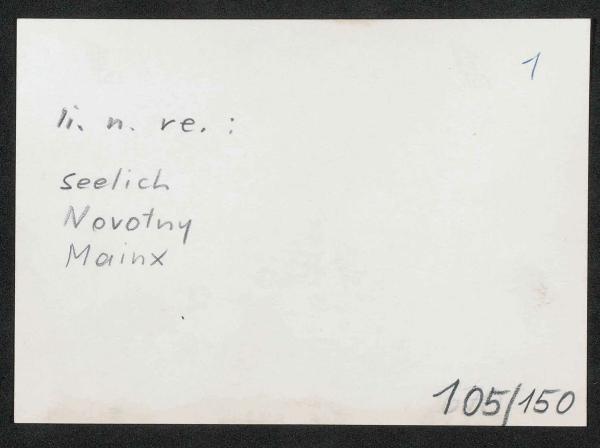 1
li. n. re. :
Seelich
Novotny
Mainx
105/150